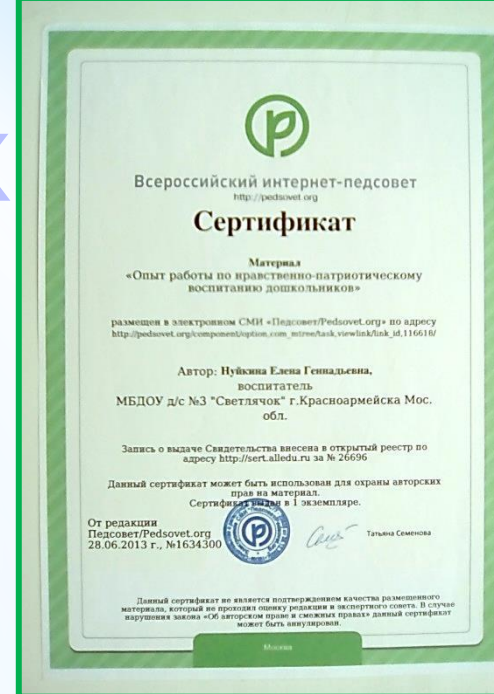 Всероссийский интернет-педсовет
http://pedsovet.org
Сертификат
Материал
«Опыт работы по нравственно-патриотическому
воспитанию дошкольников»
размещен в электронном СМИ «Педсовет/Pedsovet.org» по адресу
http://pedsovet.org/component/option,com_mtree/task,viewlink/link_id,116618/
Автор: Нуйкина Елена Геннадьевна,
воспитатель
МБДОУ д/с №3 "Светлячок" г.Красноармейска Мос.
обл.
Запись о выдаче Свидетельства внесена в открытый реестр по
адресу http://sert.alledu.ru за № 26696
Данный сертификат может быть использован для охраны авторских
прав на материал.
Сертификат выдан в 1 экземпляре.
От редакции
Педсовет/Pedsovet.org
28.06.2013 г., №1634300
Татьяна Семенова
Данный сертификат не является подтверждением качества размещенного
материала, который не проходил оценку редакции и экспертного совета. В случае
нарушения закона «Об авторском праве и смежных правах» данный сертификат
может быть аннулирован.
Москва